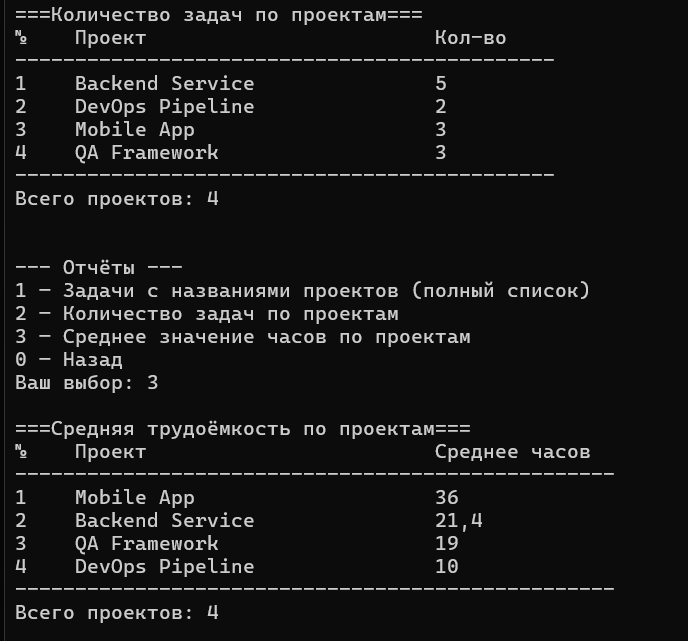 ===Количество задач по проектам===
№    Проект                        Кол-во
---------------------------------------------
1    Backend Service               5
2    DevOps Pipeline               2
3    Mobile App                    3
4    QA Framework                  3
---------------------------------------------
Всего проектов: 4
--- Отчёты ---
1 - Задачи с названиями проектов (полный список)
2 - Количество задач по проектам
3 - Среднее значение часов по проектам
0 - Назад
Ваш выбор: 3
===Средняя трудоёмкость по проектам===
№    Проект                        Среднее часов
--------------------------------------------------
1    Mobile App                    36
2    Backend Service               21,4
3    QA Framework                  19
4    DevOps Pipeline               10
--------------------------------------------------
Всего проектов: 4